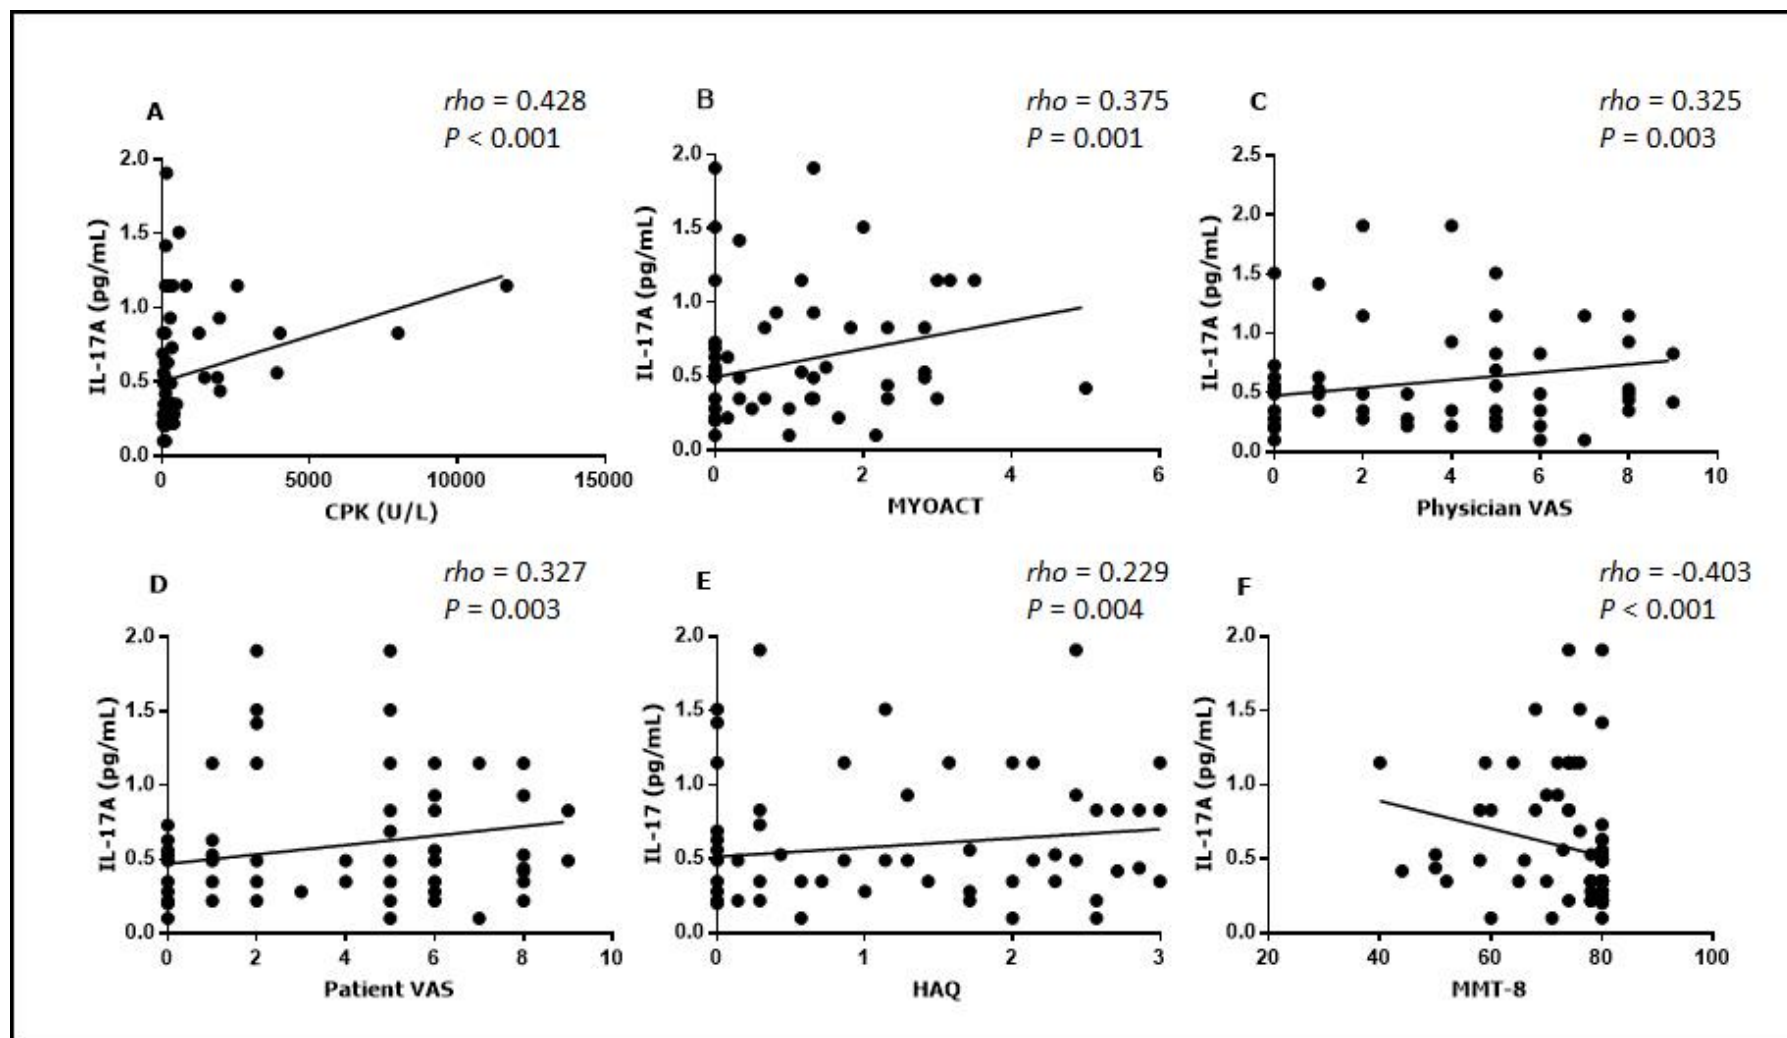 A
rho = 0.428
P < 0.001
IL-17A (pg/mL)
2.0
1.5
1.0
0.5
0.0
0 5000 10000 15000
CPK (U/L)
B
rho = 0.375
P = 0.001
IL-17A (pg/mL)
2.0
1.5
1.0
0.5
0.0
0 2 4 6
MYOACT
C
rho = 0.325
P = 0.003
IL-17A (pg/mL)
2.5
2.0
1.5
1.0
0.5
0.0
0 2 4 6 8 10
Physician VAS
D
rho = 0.327
P = 0.003
IL-17A (pg/mL)
2.0
1.5
1.0
0.5
0.0
0 2 4 6 8 10
Patient VAS
E
rho = 0.229
P = 0.004
IL-17 (pg/mL)
2.0
1.5
1.0
0.5
0.0
0 1 2 3
HAQ
F
rho = -0.403
P < 0.001
IL-17A (pg/mL)
2.0
1.5
1.0
0.5
0.0
20 40 60 80 100
MMT-8